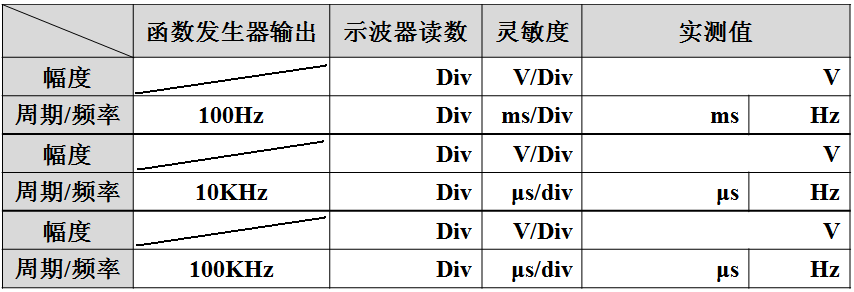 函数发生器输出 示波器读数 灵敏度 实测值
幅度 Div V/Div V
周期/频率 100Hz Div ms/Div ms Hz
幅度 Div V/Div V
周期/频率 10KHz Div μs/div μs Hz
幅度 Div V/Div V
周期/频率 100KHz Div μs/div μs Hz